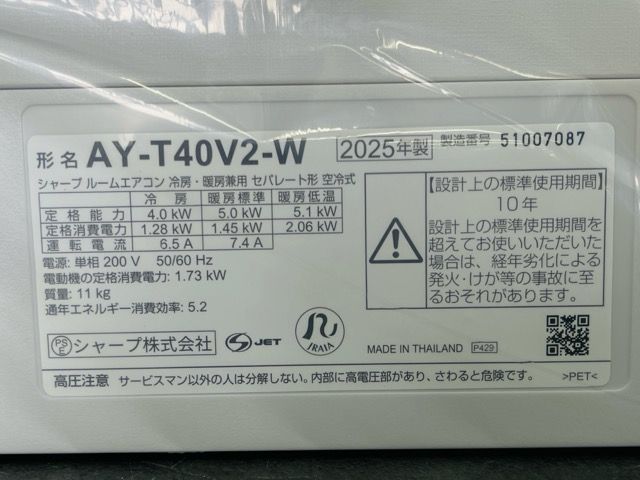 形名 AY-T40V2-W 2025年製 製造番号 51007087
シャープ ルームエアコン 冷房・暖房兼用 セパレート形 空冷式
冷房 暖房標準 暖房低温
定格能力 4.0 kW 5.0 kW 5.1 kW
定格消費電力 1.28 kW 1.45 kW 2.06 kW
運転電流 6.5 A 7.4 A
電源: 単相 200 V 50/60 Hz
電動機の定格消費電力: 1.73 kW
質量: 11 kg
通年エネルギー消費効率: 5.2
【設計上の標準使用期間】
10 年
設計上の標準使用期間を
超えてお使いいただいた
場合は、経年劣化による
発火・けが等の事故に至
るおそれがあります。
PSE シャープ株式会社 S JET IRAIA MADE IN THAILAND P429
高圧注意 サービスマン以外の人は分解しない。内部に高電圧部があり、さわると危険です。 >PET<